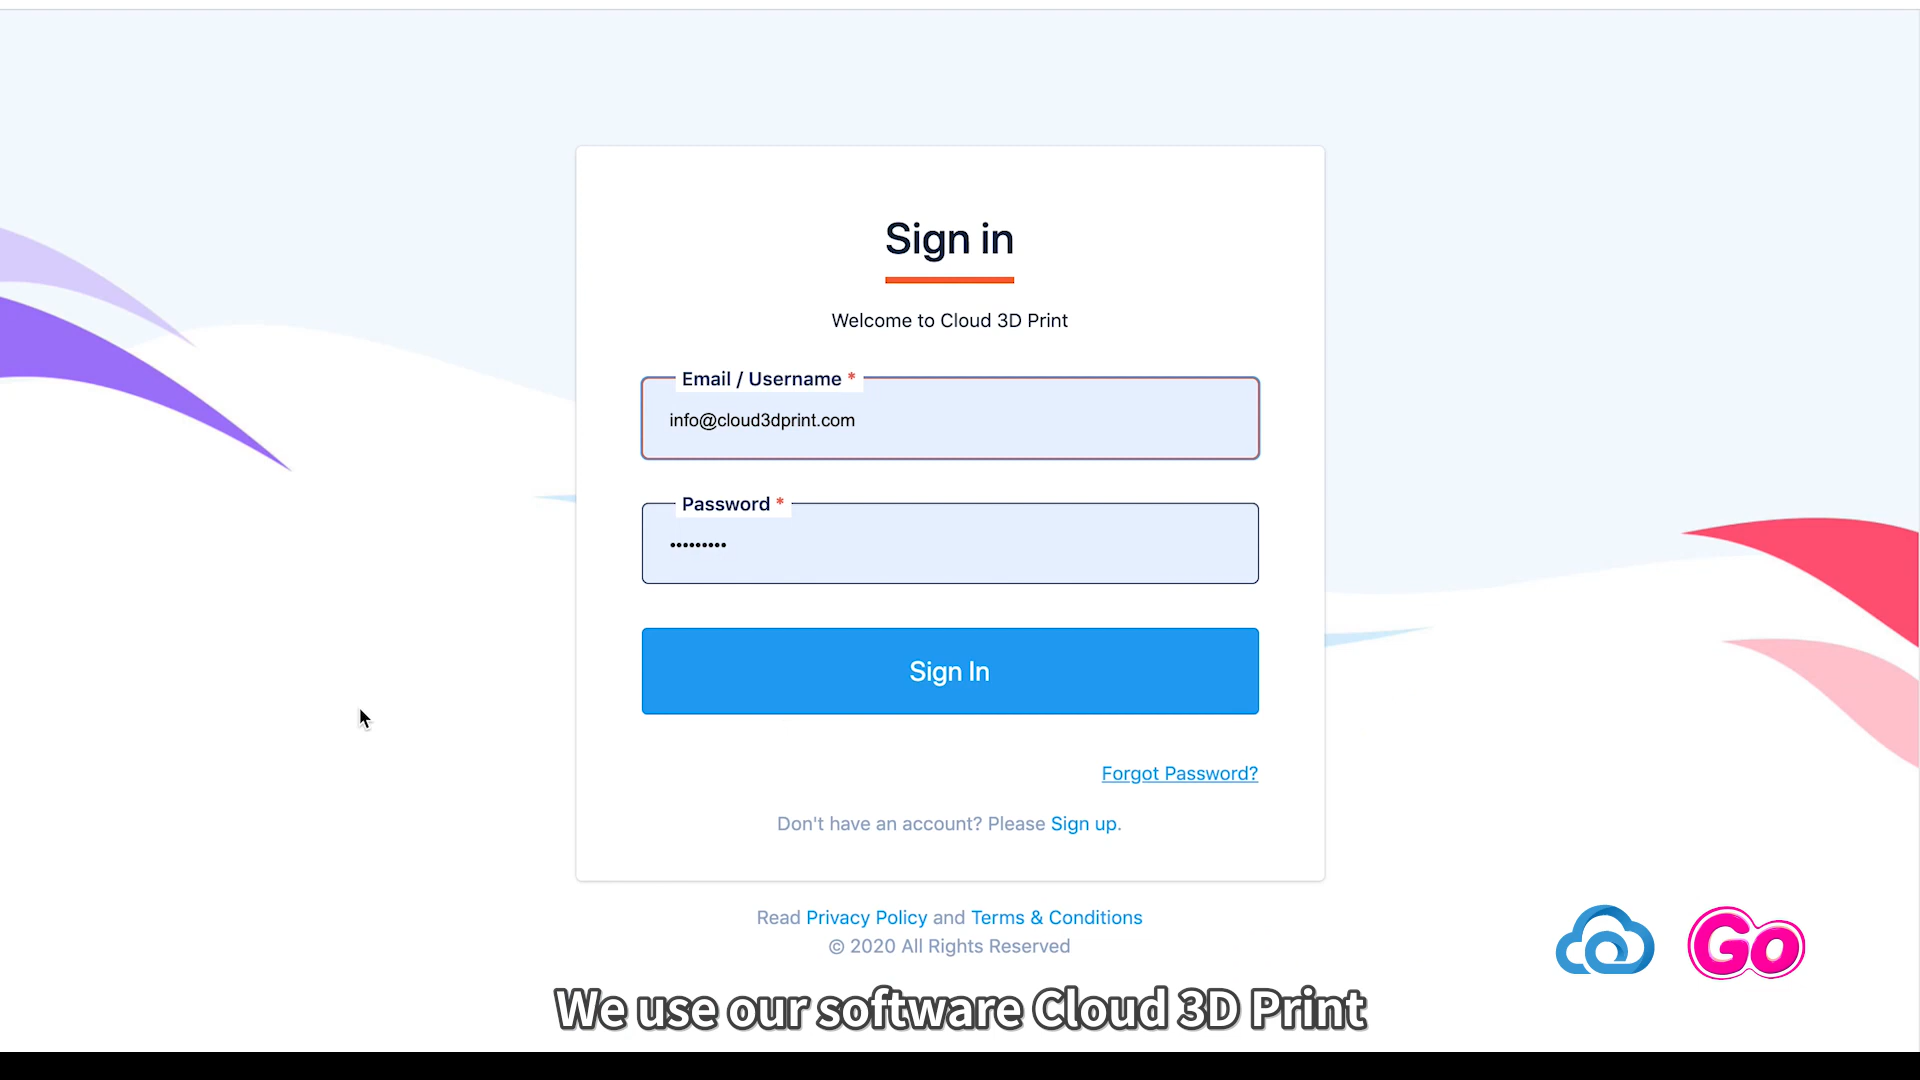 Sign in
Welcome to Cloud 3D Print
Email / Username *
info@cloud3dprint.com
Password *
•••••••••
Sign In
Forgot Password?
Don't have an account? Please Sign up.
Read Privacy Policy and Terms & Conditions
© 2020 All Rights Reserved
Go
We use our software Cloud 3D Print